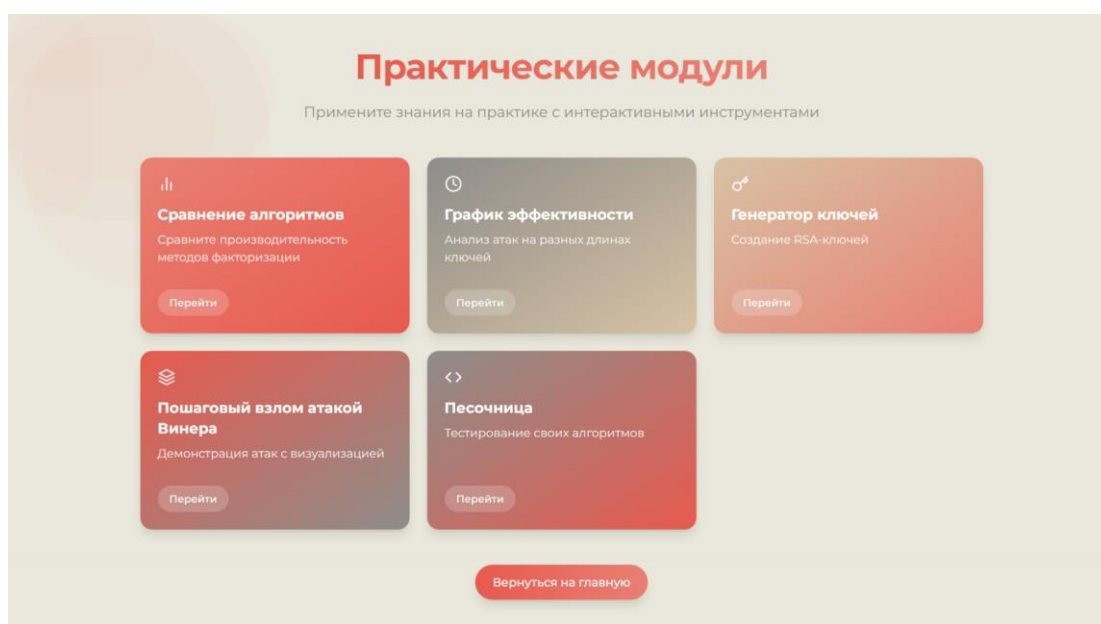 Практические модули
Примените знания на практике с интерактивными инструментами
Сравнение алгоритмов
Сравните производительность
методов факторизации
Перейти
График эффективности
Анализ атак на разных длинах
ключей
Перейти
Генератор ключей
Создание RSA-ключей
Перейти
Пошаговый взлом атакой
Винера
Демонстрация атак с визуализацией
Перейти
Песочница
Тестирование своих алгоритмов
Перейти
Вернуться на главную